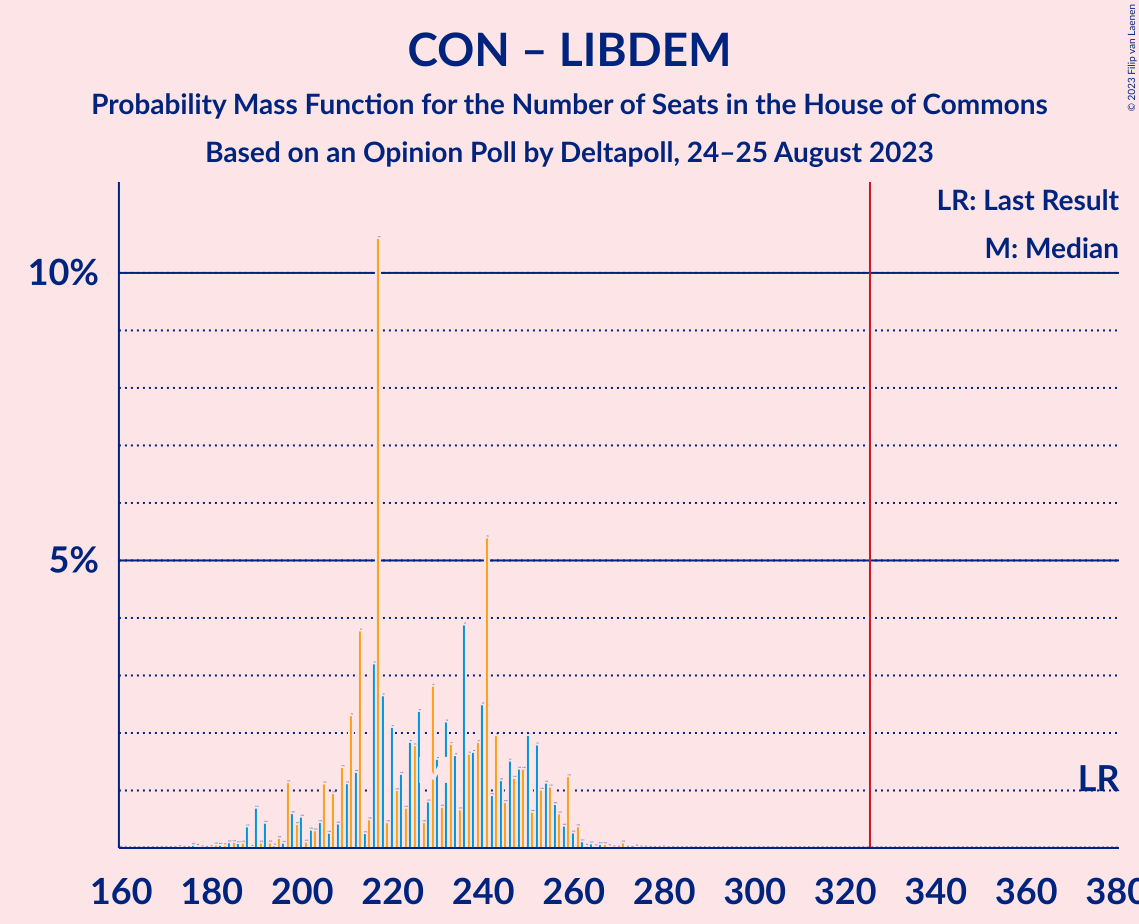 CON – LIBDEM
Probability Mass Function for the Number of Seats in the House of Commons
Based on an Opinion Poll by Deltapoll, 24–25 August 2023
© 2023 Filip van Laenen
LR: Last Result
M: Median
10%
5%
LR
160 180 200 220 240 260 280 300 320 340 360 380